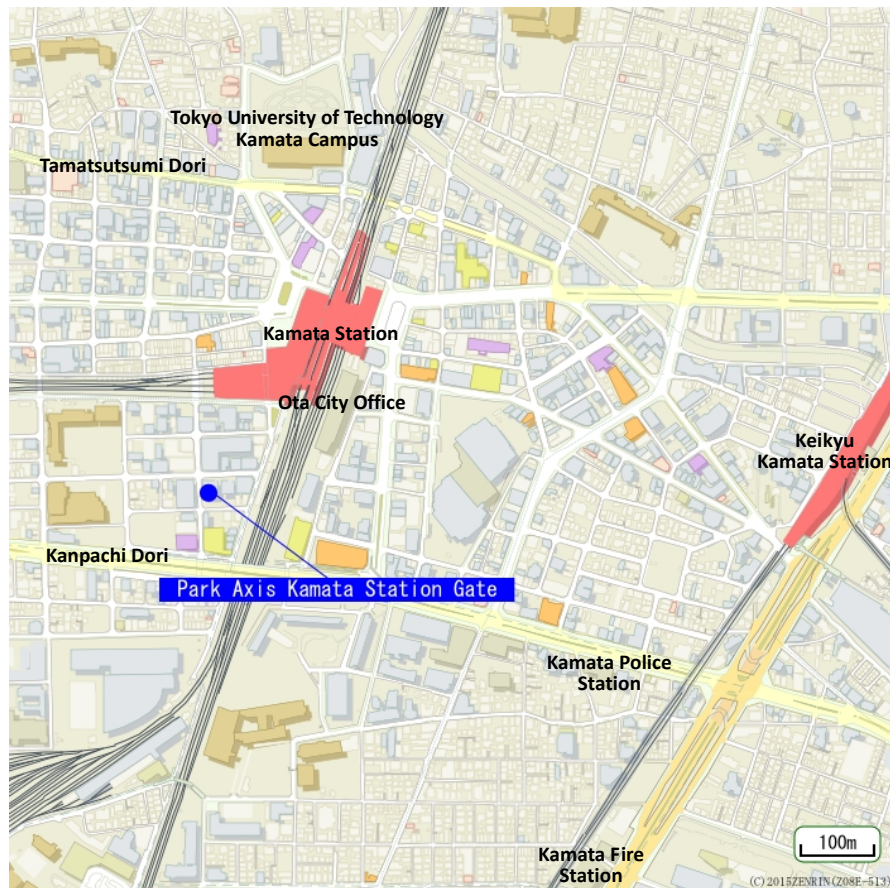 Tokyo University of Technology
Kamata Campus
Tamatsutsumi Dori
Kamata Station
Ota City Office
Keikyu
Kamata Station
Kanpachi Dori
Park Axis Kamata Station Gate
Kamata Police
Station
100m
Kamata Fire
Station
(C) 2015ZENRIN(Z08E-513)